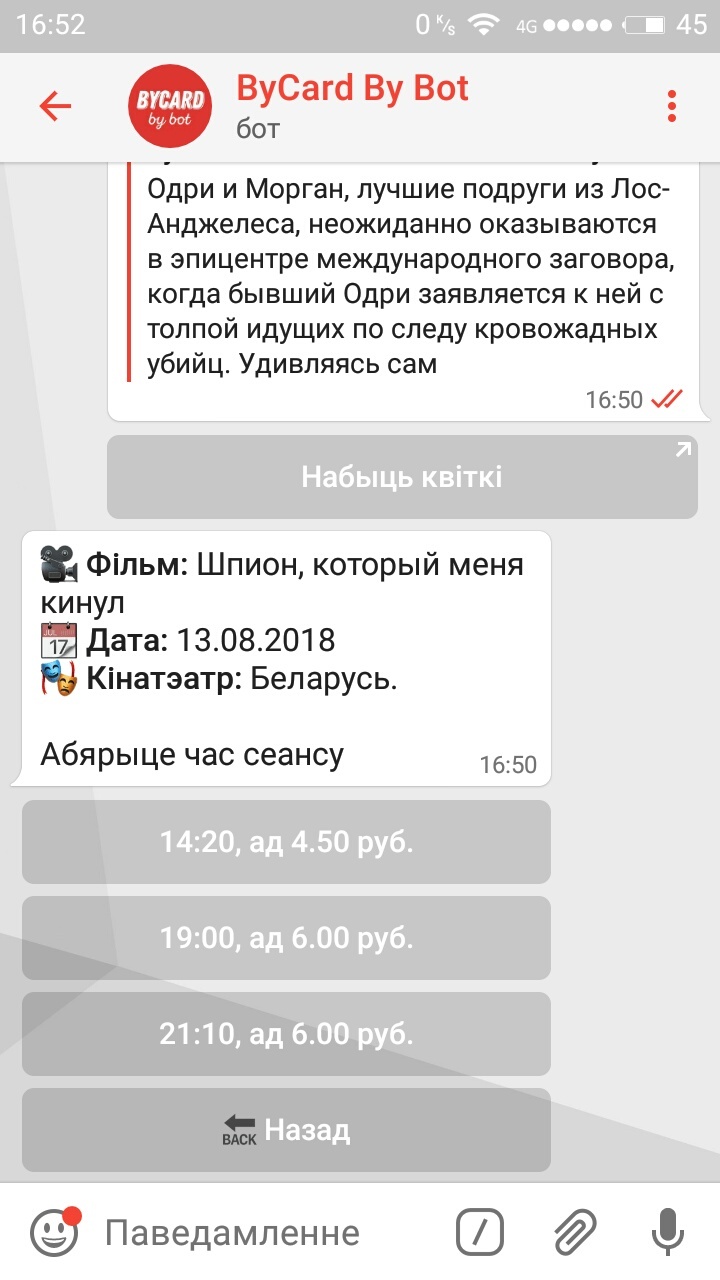 16:52
0 K/s 4G 45
BYCARD
by bot
ByCard By Bot
бот
Одри и Морган, лучшие подруги из Лос-
Анджелеса, неожиданно оказываются
в эпицентре международного заговора,
когда бывший Одри заявляется к ней с
толпой идущих по следу кровожадных
убийц. Удивляясь сам
16:50
Набыць квіткі
Фільм: Шпион, который меня
кинул
JUL 17 Дата: 13.08.2018
Кінатэатр: Беларусь.
Абярыце час сеансу
16:50
14:20, ад 4.50 руб.
19:00, ад 6.00 руб.
21:10, ад 6.00 руб.
BACK Назад
Паведамленне